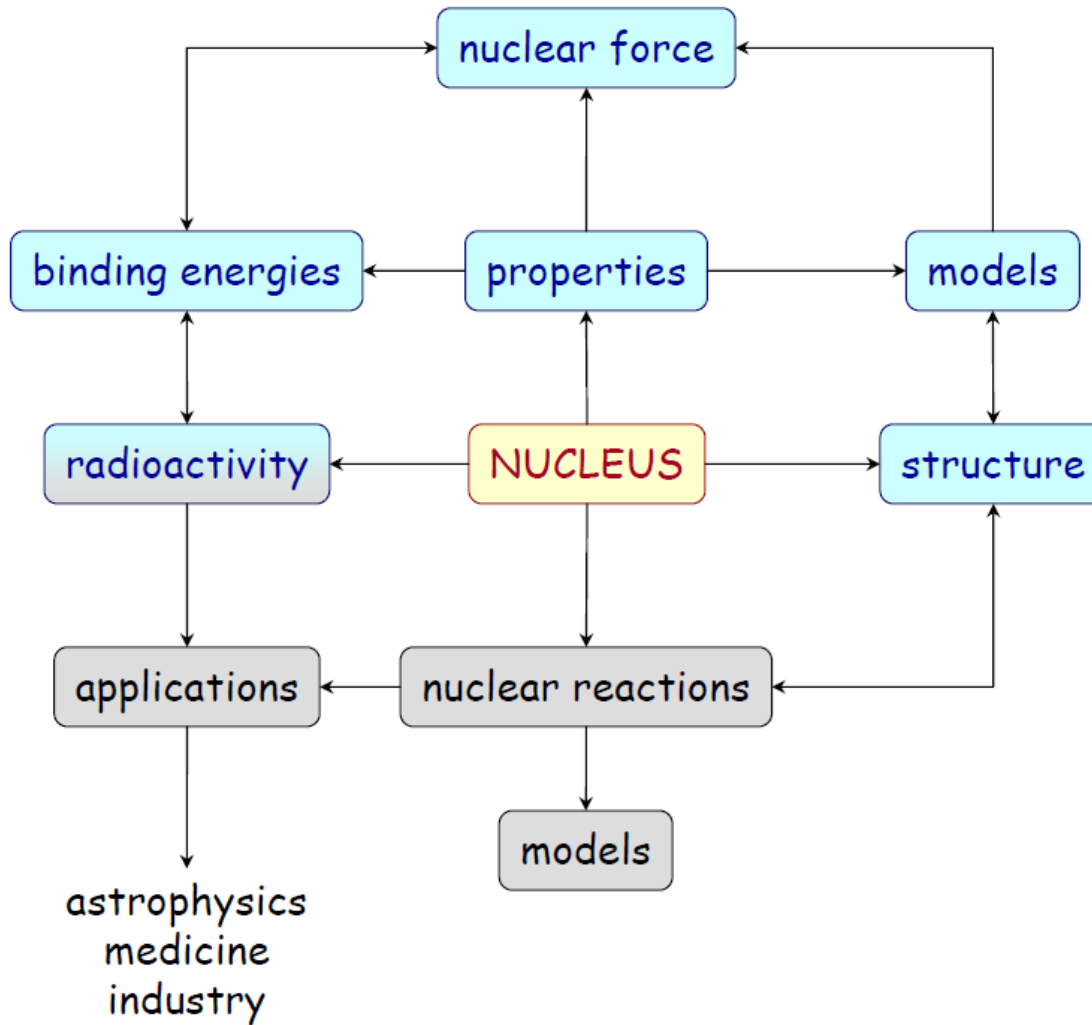 nuclear force
binding energies
properties
models
radioactivity
NUCLEUS
structure
applications
nuclear reactions
models
astrophysics
medicine
industry